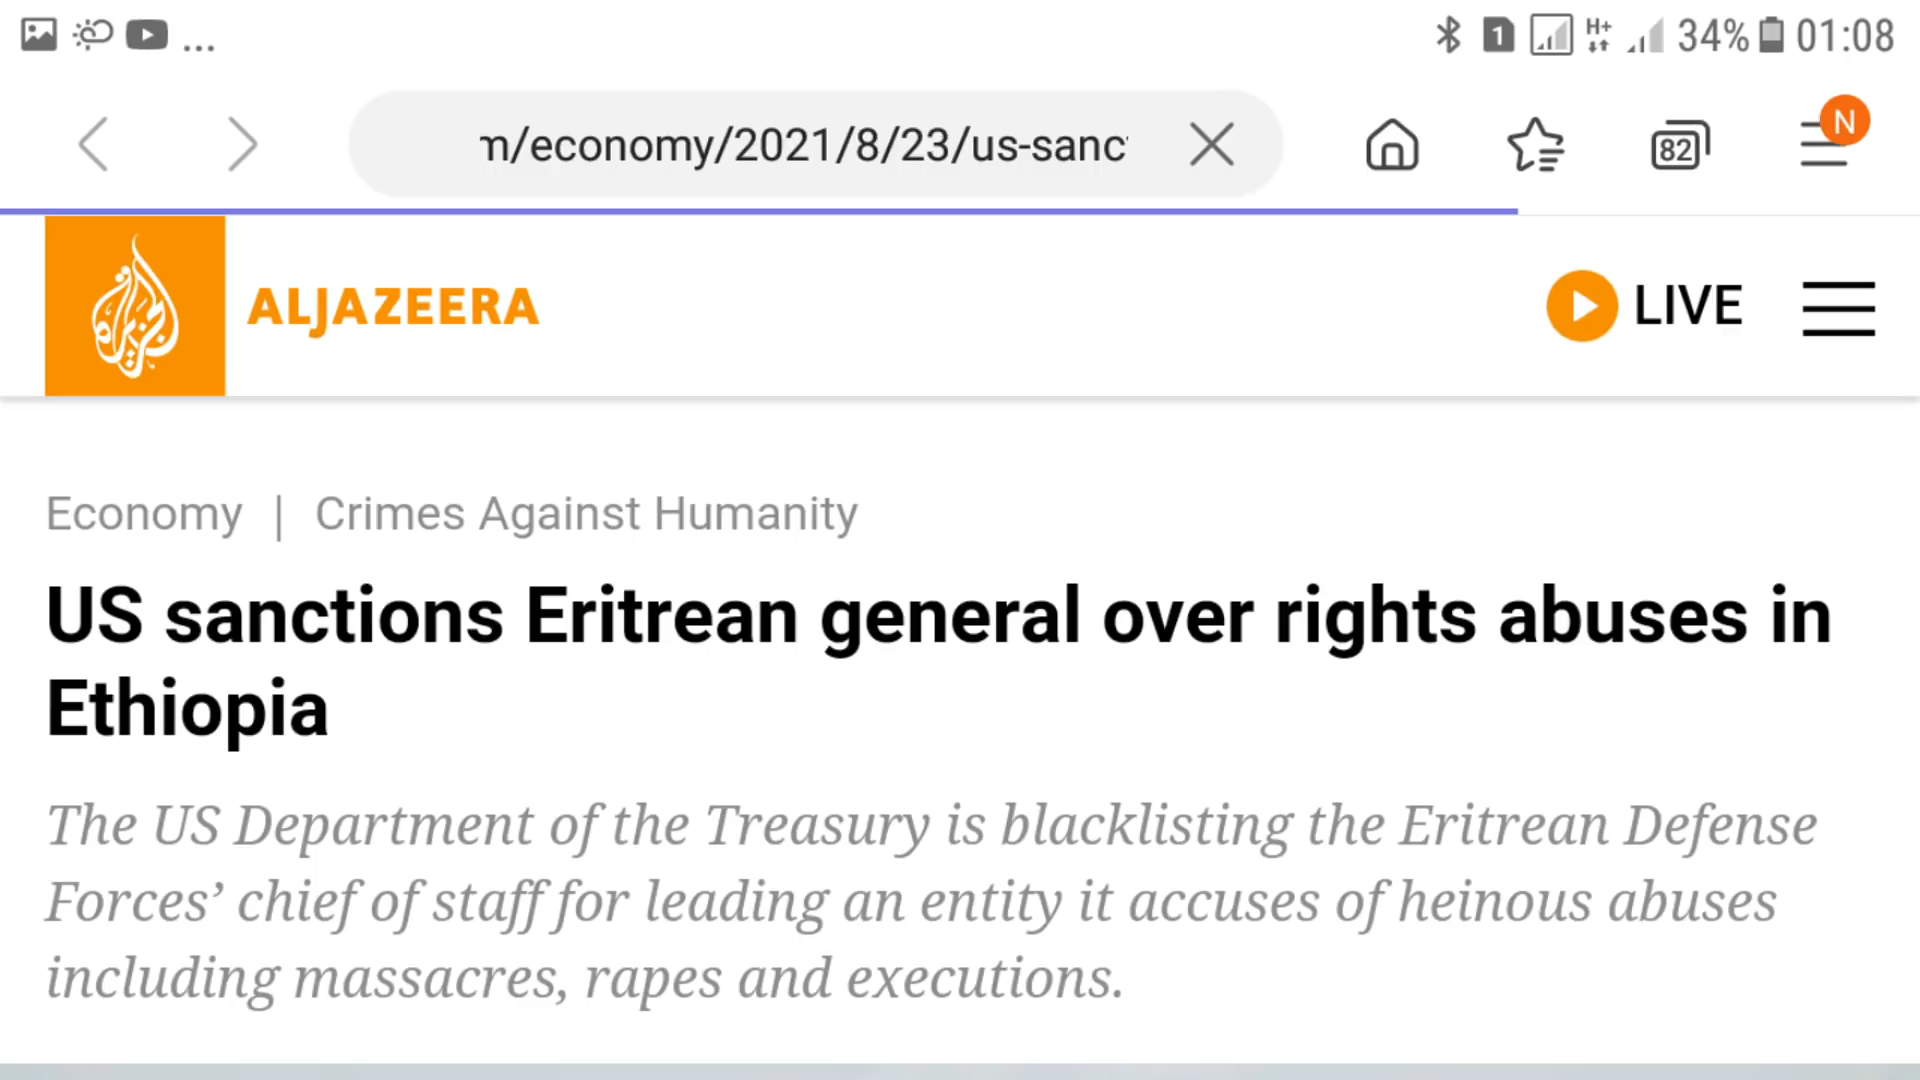 ... 1 H+ 34% 01:08
m/economy/2021/8/23/us-sanc
82 N
ALJAZEERA LIVE
Economy | Crimes Against Humanity
US sanctions Eritrean general over rights abuses in
Ethiopia
The US Department of the Treasury is blacklisting the Eritrean Defense
Forces’ chief of staff for leading an entity it accuses of heinous abuses
including massacres, rapes and executions.